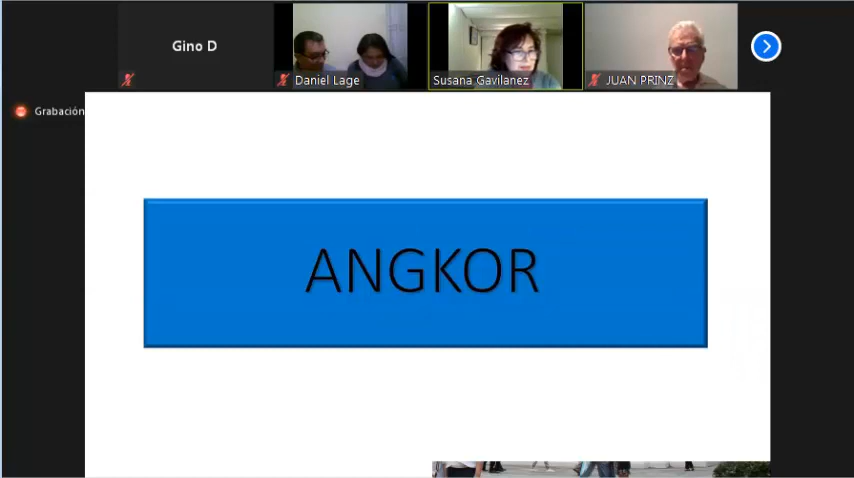 Gino D
Daniel Lage
Susana Gavilanez
JUAN PRINZ
Grabación
ANGKOR